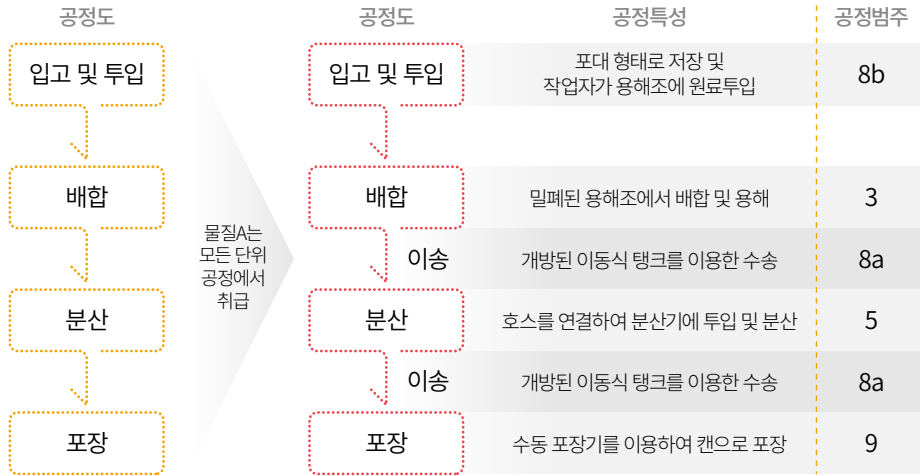 공정도
공정도
공정특성
공정범주
입고 및 투입
배합
분산
포장
물질A는
모든 단위
공정에서
취급
입고 및 투입
포대 형태로 저장 및
작업자가 용해조에 원료투입
8b
배합
밀폐된 용해조에서 배합 및 용해
3
이송
개방된 이동식 탱크를 이용한 수송
8a
분산
호스를 연결하여 분산기에 투입 및 분산
5
이송
개방된 이동식 탱크를 이용한 수송
8a
포장
수동 포장기를 이용하여 캔으로 포장
9